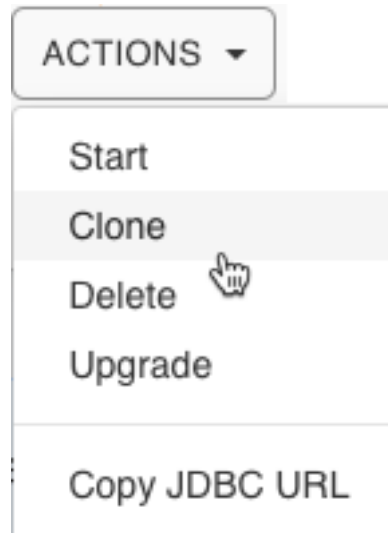 ACTIONS
Start
Clone
Delete
Upgrade
Copy JDBC URL